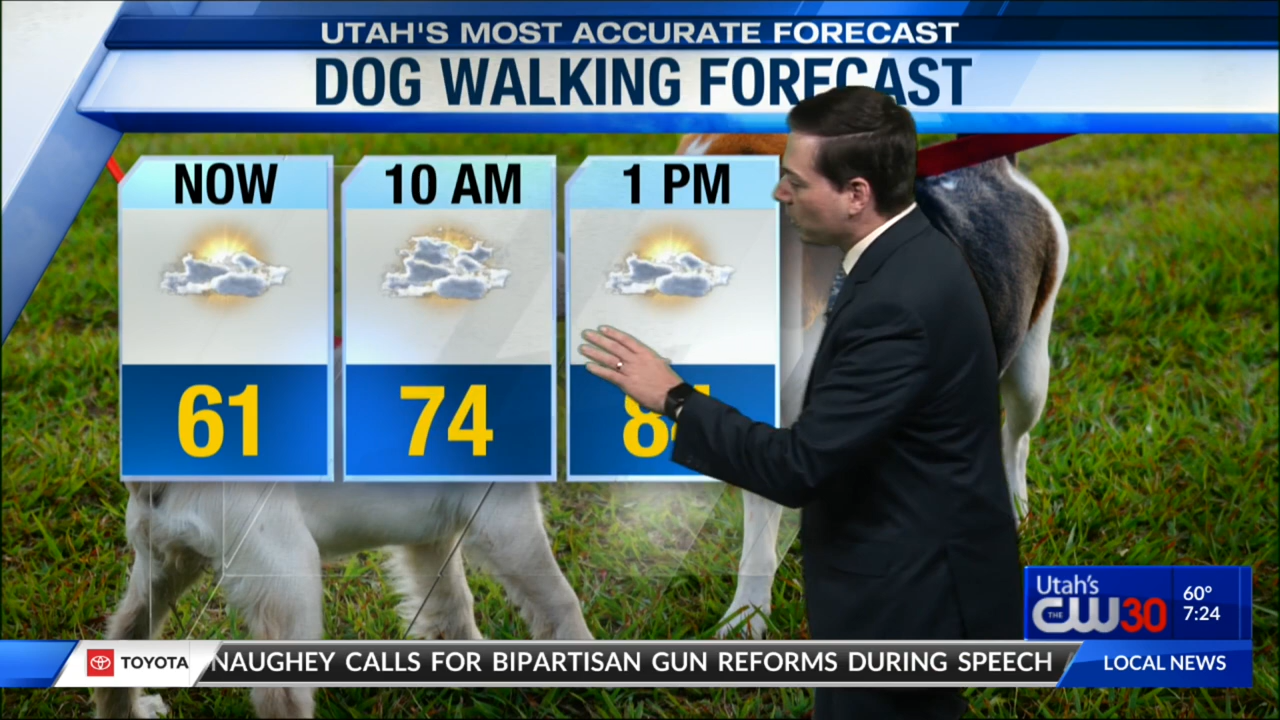 UTAH'S MOST ACCURATE FORECAST
DOG WALKING FORECAST
NOW
10 AM
1 PM
61
74
Utah's
THE CW30
60°
7:24
TOYOTA
NAUGHEY CALLS FOR BIPARTISAN GUN REFORMS DURING SPEECH
LOCAL NEWS